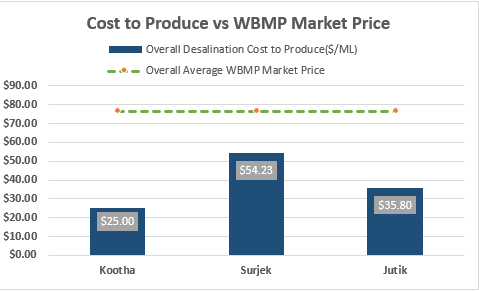 Cost to Produce vs WBMP Market Price
Overall Desalination Cost to Produce($/ML)
Overall Average WBMP Market Price
$90.00
$80.00
$70.00
$60.00
$50.00
$40.00
$30.00
$20.00
$10.00
$0.00
$25.00
$54.23
$35.80
Kootha
Surjek
Jutik